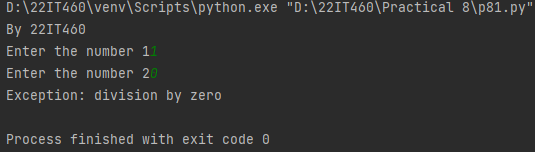 D:\22IT460\venv\Scripts\python.exe "D:\22IT460\Practical 8\p81.py"
By 22IT460
Enter the number 11
Enter the number 20
Exception: division by zero
Process finished with exit code 0